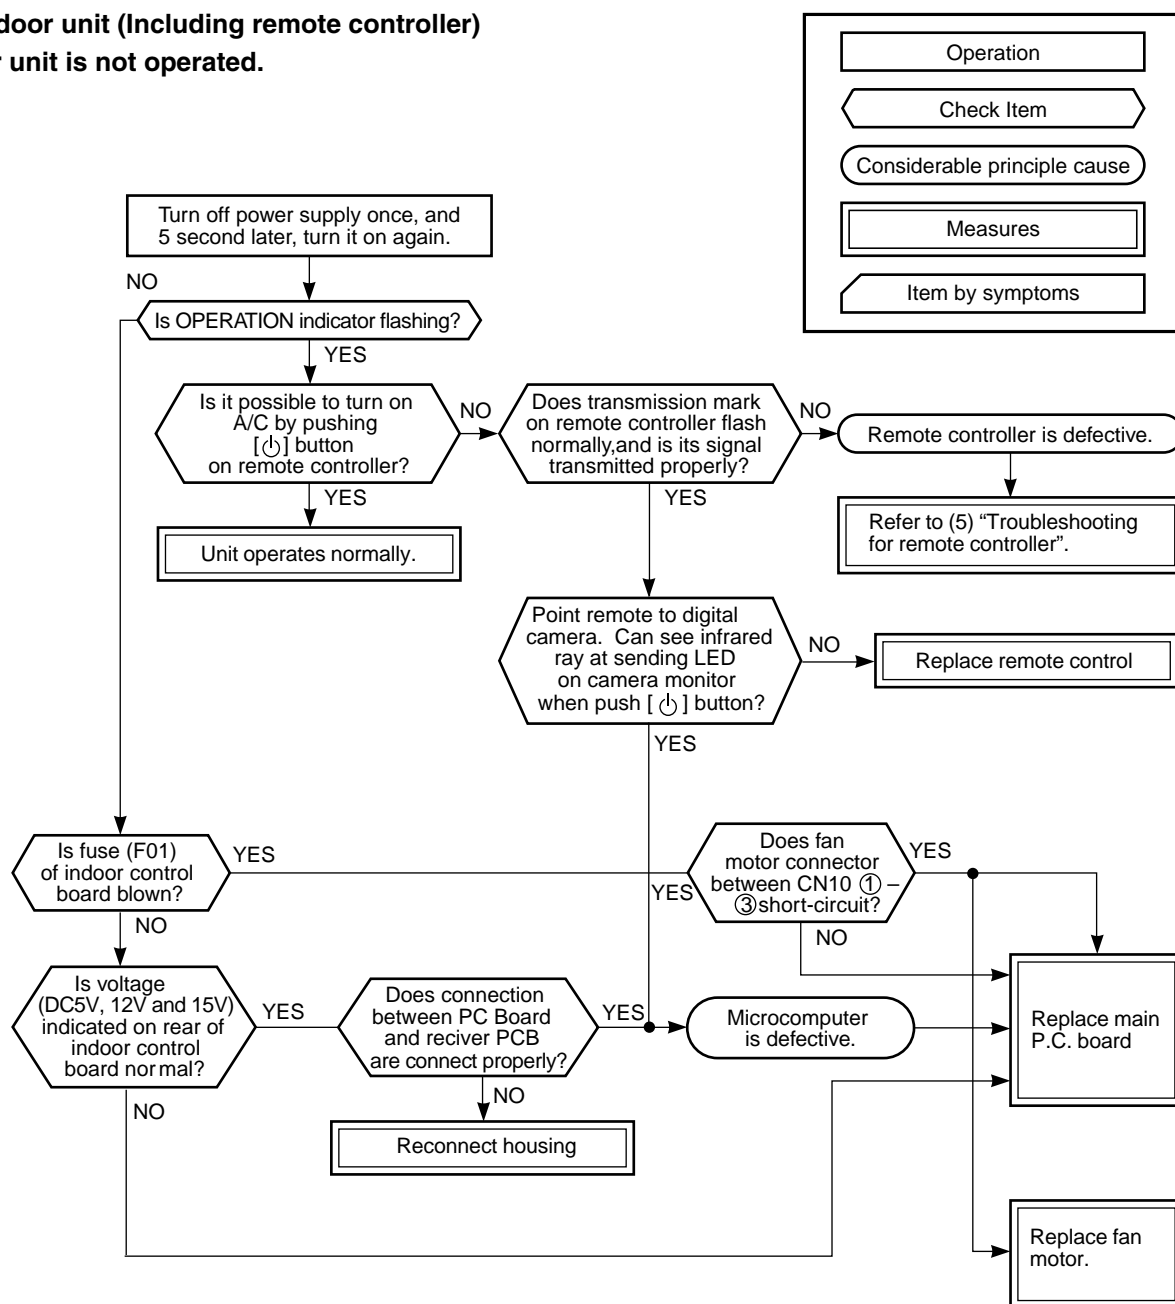 door unit (Including remote controller)
unit is not operated.
Operation
Check Item
Considerable principle cause
Measures
Item by symptoms
Turn off power supply once, and
5 second later, turn it on again.
NO
Is OPERATION indicator flashing?
YES
Is it possible to turn on
A/C by pushing
[⏻] button
on remote controller?
NO
Does transmission mark
on remote controller flash
normally,and is its signal
transmitted properly?
NO
Remote controller is defective.
YES
YES
Unit operates normally.
Refer to (5) “Troubleshooting
for remote controller”.
Point remote to digital
camera. Can see infrared
ray at sending LED
on camera monitor
when push [⏻] button?
NO
Replace remote control
YES
Is fuse (F01)
of indoor control
board blown?
YES
YES
Does fan
motor connector
between CN10 ① –
③short-circuit?
YES
NO
NO
Is voltage
(DC5V, 12V and 15V)
indicated on rear of
indoor control
board normal?
YES
Does connection
between PC Board
and reciver PCB
are connect properly?
YES
Microcomputer
is defective.
Replace main
P.C. board
NO
NO
Reconnect housing
Replace fan
motor.